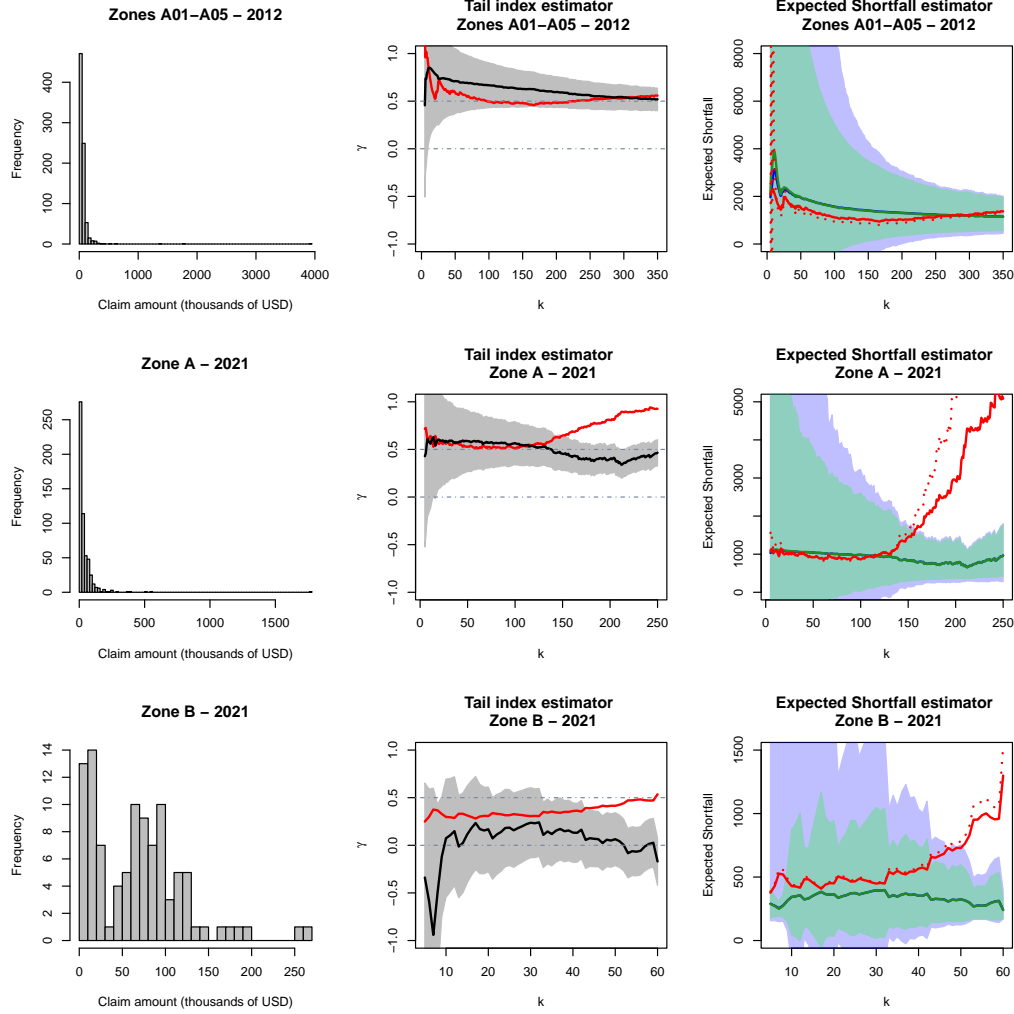 Zones A01−A05 − 2012
Frequency
0 100 200 300 400
0 1000 2000 3000 4000
Claim amount (thousands of USD)
Tail index estimator
Zones A01−A05 − 2012
γ
−1.0 0.5 0.0 0.5 1.0
0 50 100 150 200 250 300 350
k
Expected Shortfall estimator
Zones A01−A05 − 2012
Expected Shortfall
0 2000 4000 6000 8000
0 50 100 150 200 250 300 350
k
Zone A − 2021
Frequency
0 50 100 150 200 250
0 500 1000 1500
Claim amount (thousands of USD)
Tail index estimator
Zone A − 2021
γ
−1.0 0.0 0.5 1.0
0 50 100 150 200 250
k
Expected Shortfall estimator
Zone A − 2021
Expected Shortfall
0 1000 3000 5000
0 50 100 150 200 250
k
Zone B − 2021
Frequency
0 2 4 6 8 10 12 14
0 50 100 150 200 250
Claim amount (thousands of USD)
Tail index estimator
Zone B − 2021
γ
−1.0 0.0 0.5 1.0
10 20 30 40 50 60
k
Expected Shortfall estimator
Zone B − 2021
Expected Shortfall
0 500 1000 1500
10 20 30 40 50 60
k